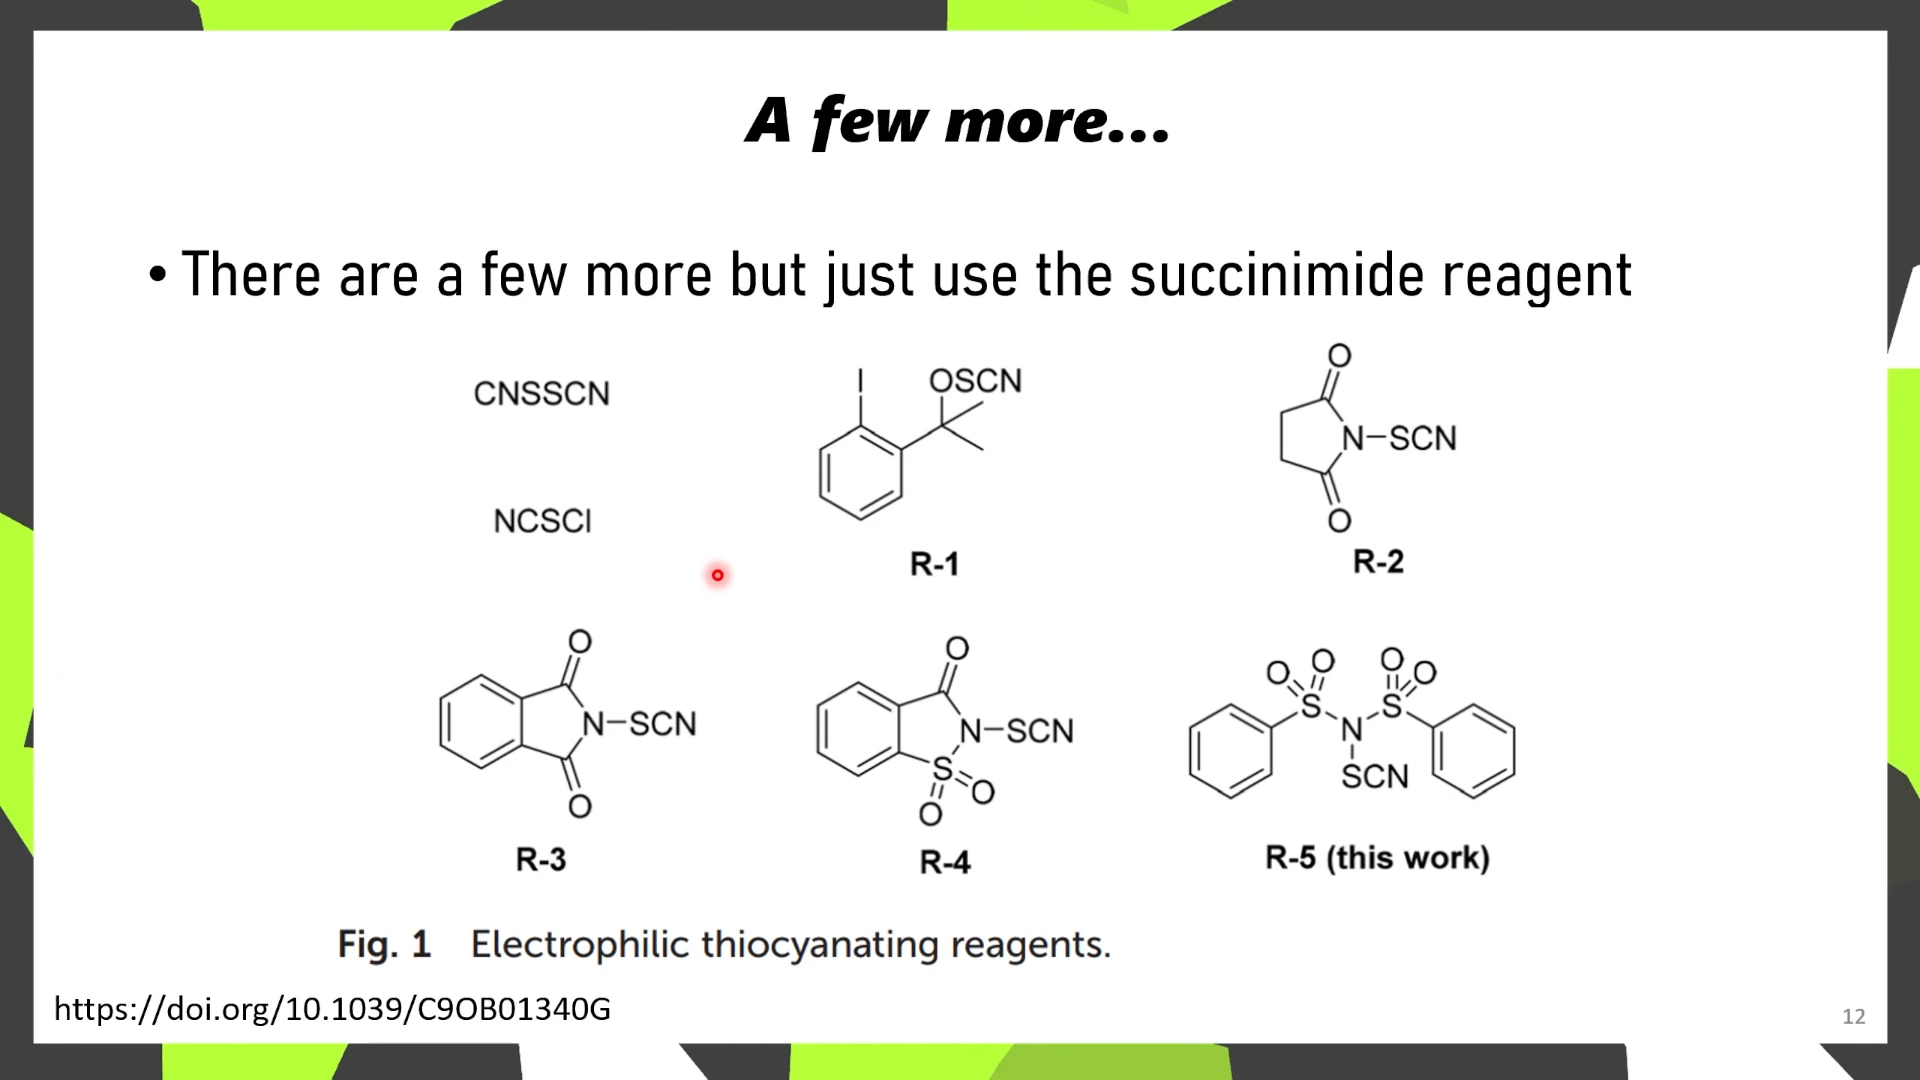 A few more...
• There are a few more but just use the succinimide reagent
CNSSCN
NCSCI
I
OSCN
R-1
O
N-SCN
O
R-2
O
N-SCN
O
R-3
O
N-SCN
S
O
O
R-4
O O O O
S S
N
SCN
R-5 (this work)
Fig. 1 Electrophilic thiocyanating reagents.
https://doi.org/10.1039/C9OB01340G
12